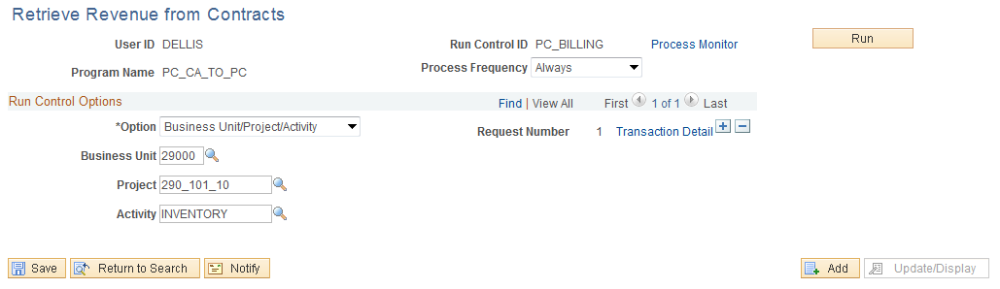 Retrieve Revenue from Contracts
User ID DELLIS Run Control ID PC_BILLING Process Monitor Run
Program Name PC_CA_TO_PC Process Frequency Always
Run Control Options Find | View All First 1 of 1 Last
*Option Business Unit/Project/Activity Request Number 1 Transaction Detail
Business Unit 29000
Project 290_101_10
Activity INVENTORY
Save Return to Search Notify Add Update/Display